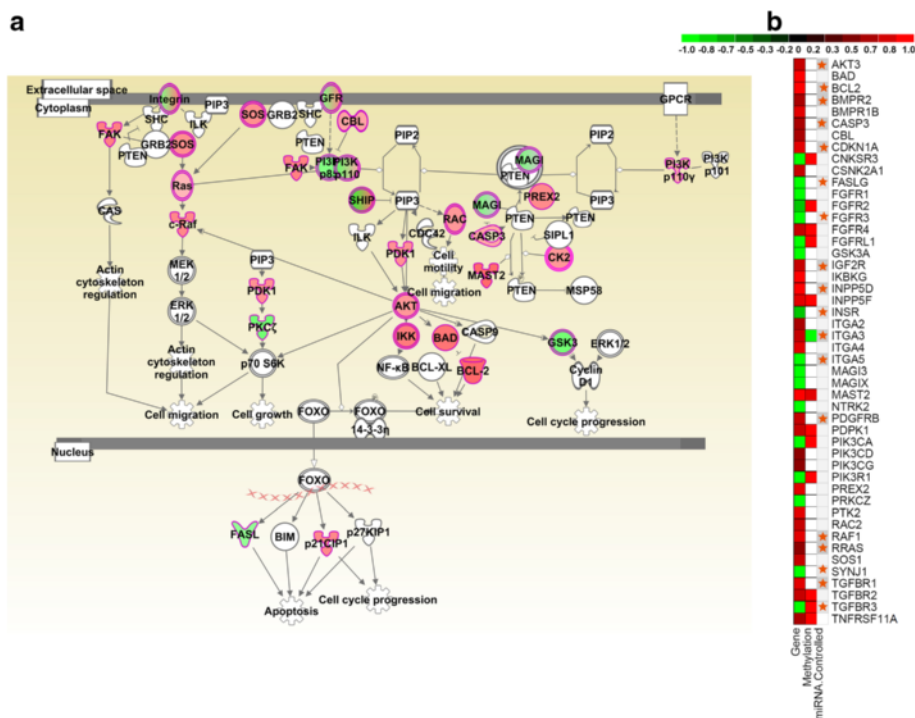 a
b
-1.0 -0.8 -0.7 -0.5 -0.3 -0.2 0 0.2 0.3 0.5 0.7 0.8 1.0
Extracellular space
Cytoplasm
Integrin
PIP3
SHC
ILK
FAK
GRB2
SOS
PTEN
SOS
GRB2
SHC
GFR
CBL
PTEN
FAK
PI3K
p85
PI3K
p110
GPCR
PIP2
PIP2
MAGI
PTEN
PI3K
p110γ
PI3K
p101
Ras
SHIP
PIP3
RAC
MAGI
PREX2
PTEN
PTEN
PIP3
CAS
c-Raf
ILK
CDC42
CASP3
SIPL1
Cell
motility
PDK1
MAST2
CK2
MEK
1/2
PIP3
Actin
cytoskeleton
regulation
PDK1
Cell migration
PTEN
MSP58
ERK
1/2
PKCζ
AKT
IKK
BAD
CASP9
GSK3
ERK1/2
Actin
cytoskeleton
regulation
p70 S6K
NF-κB
BCL-XL
BCL-2
Cyclin
D1
Cell migration
Cell growth
FOXO
FOXO
14-3-3η
Cell survival
Cell cycle progression
Nucleus
FOXO
FASL
BIM
p21CIP1
p27KIP1
Apoptosis
Cell cycle progression
AKT3
BAD
BCL2
BMPR2
BMPR1B
CASP3
CBL
CDKN1A
CNKSR3
CSNK2A1
FASLG
FGFR1
FGFR2
FGFR3
FGFR4
FGFRL1
GSK3A
IGF2R
IKBKG
INPP5D
INPP5F
INSR
ITGA2
ITGA3
ITGA4
ITGA5
MAGI3
MAGIX
MAST2
NTRK2
PDGFRB
PDPK1
PIK3CA
PIK3CD
PIK3CG
PIK3R1
PREX2
PRKCZ
PTK2
RAC2
RAF1
RRAS
SOS1
SYNJ1
TGFBR1
TGFBR2
TGFBR3
TNFRSF11A
Gene
Methylation
miRNA.Controlled